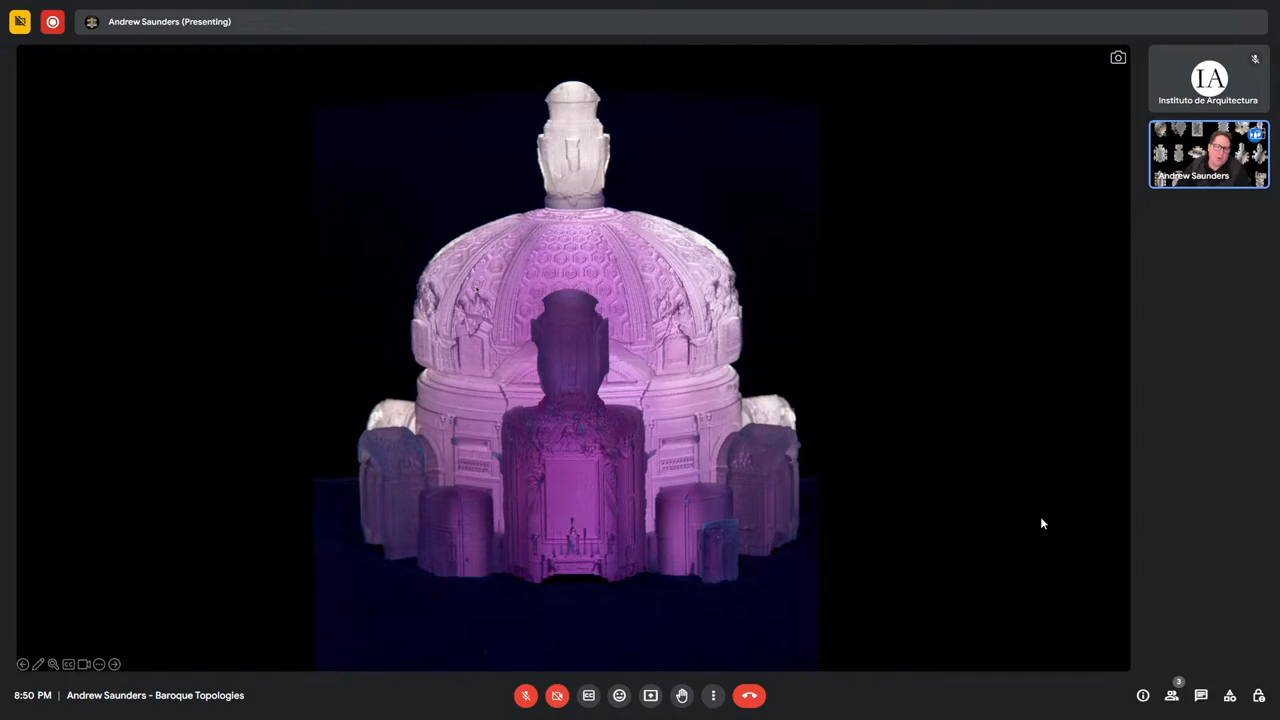 Andrew Saunders (Presenting)
IA
Instituto de Arquitectura
Andrew Saunders
8:50 PM | Andrew Saunders - Baroque Topologies
3